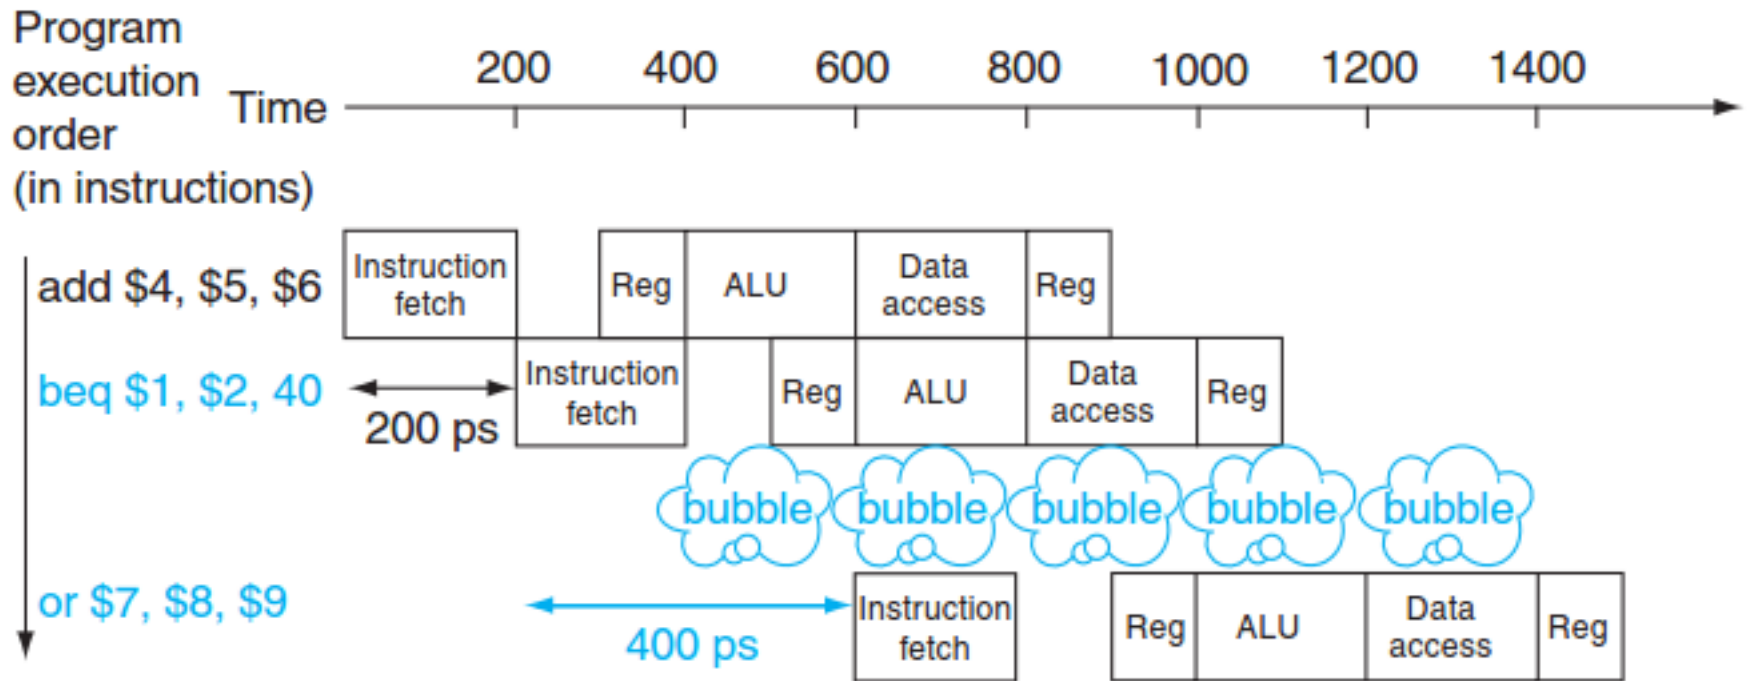 Program
execution
order
(in instructions)
Time
200 400 600 800 1000 1200 1400
add $4, $5, $6
Instruction
fetch
Reg
ALU
Data
access
Reg
beq $1, $2, 40
200 ps
Instruction
fetch
Reg
ALU
Data
access
Reg
bubble bubble bubble bubble bubble
or $7, $8, $9
400 ps
Instruction
fetch
Reg
ALU
Data
access
Reg